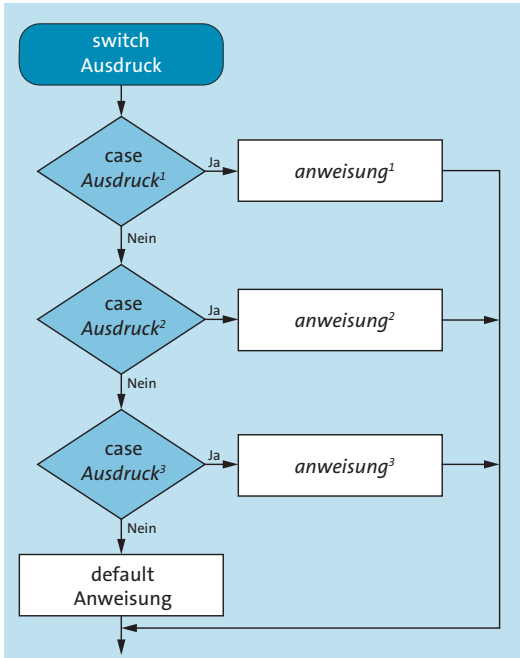 switch
Ausdruck
case
Ausdruck¹
Ja
anweisung¹
Nein
case
Ausdruck²
Ja
anweisung²
Nein
case
Ausdruck³
Ja
anweisung³
Nein
default
Anweisung